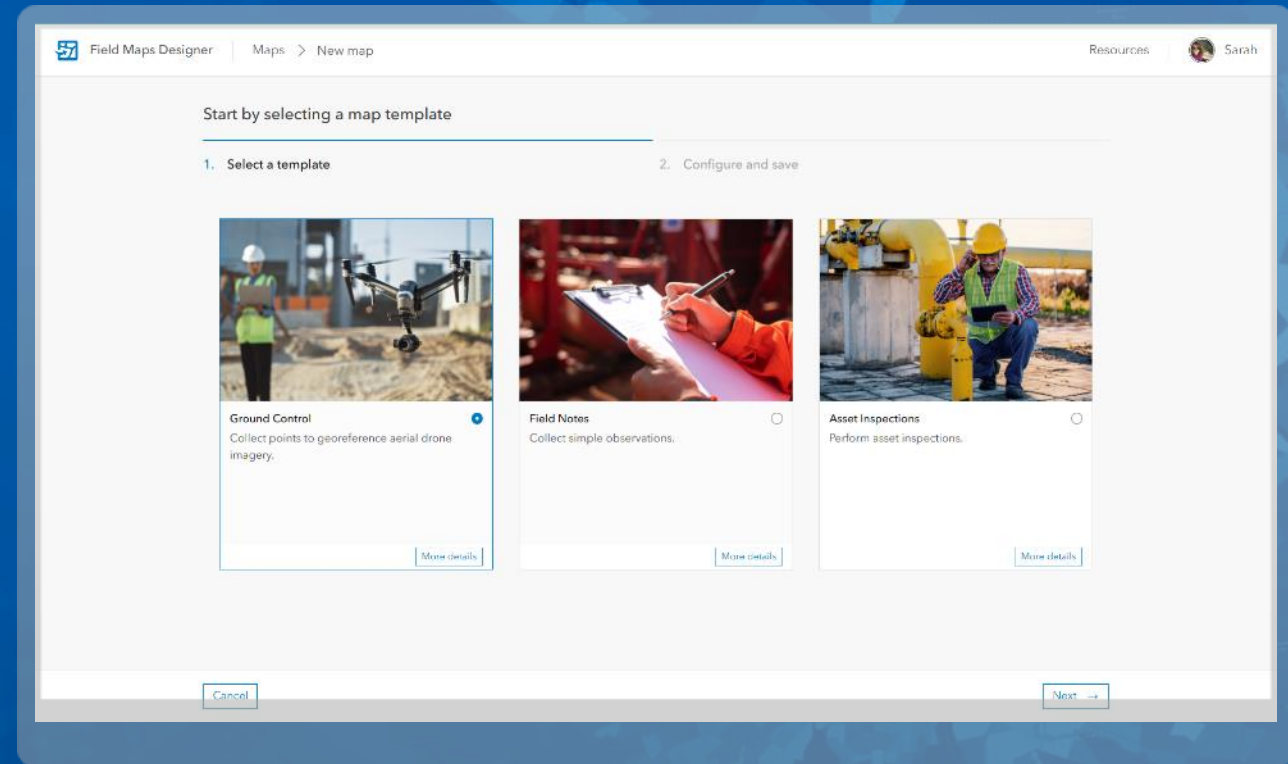 Field Maps Designer Maps > New map Resources Sarah
Start by selecting a map template
1. Select a template 2. Configure and save
Ground Control
Collect points to georeference aerial drone
imagery.
More details
Field Notes
Collect simple observations.
More details
Asset Inspections
Perform asset inspections.
More details
Cancel Next →